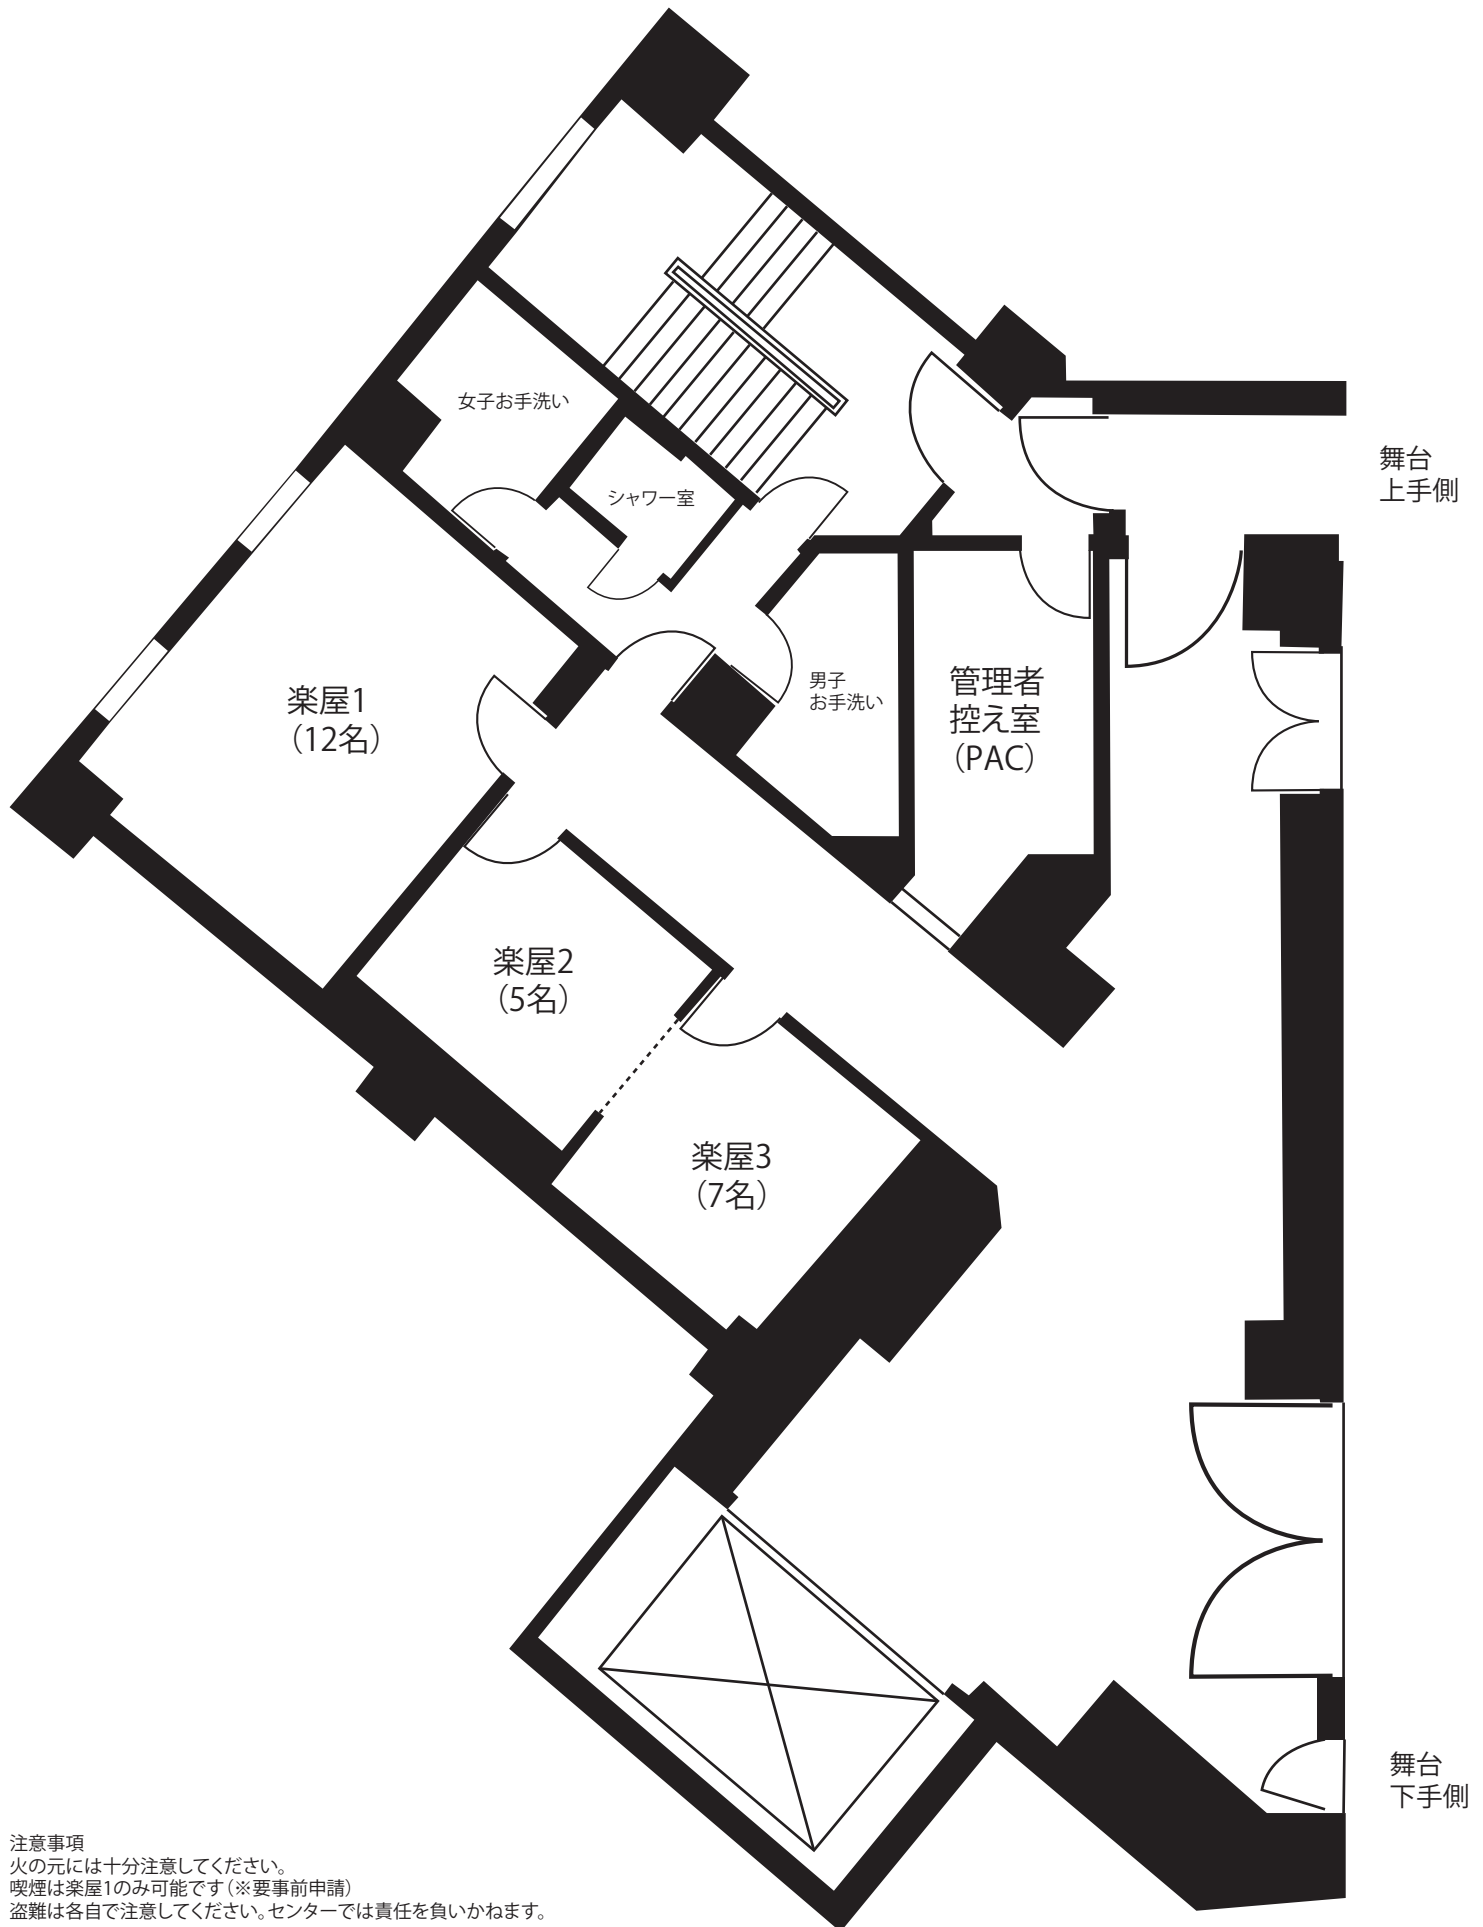 舞台
上手側
女子お手洗い
シャワー室
男子
お手洗い
管理者
控え室
（PAC）
楽屋1
（12名）
楽屋2
（5名）
楽屋3
（7名）
舞台
下手側
注意事項
火の元には十分注意してください。
喫煙は楽屋1のみ可能です（※要事前申請）
盗難は各自で注意してください。センターでは責任を負いかねます。